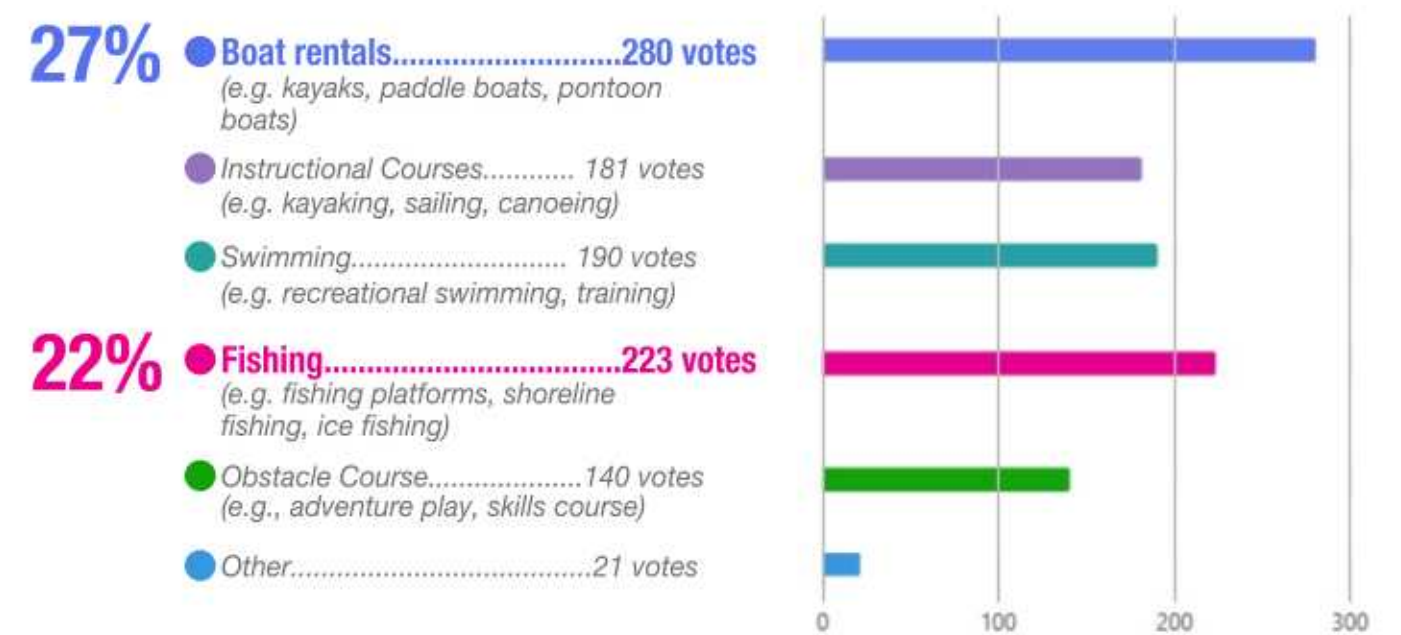 27%
Boat rentals...........................280 votes
(e.g. kayaks, paddle boats, pontoon
boats)
Instructional Courses............ 181 votes
(e.g. kayaking, sailing, canoeing)
Swimming............................ 190 votes
(e.g. recreational swimming, training)
22%
Fishing...................................223 votes
(e.g. fishing platforms, shoreline
fishing, ice fishing)
Obstacle Course....................140 votes
(e.g., adventure play, skills course)
Other.......................................21 votes
0 100 200 300